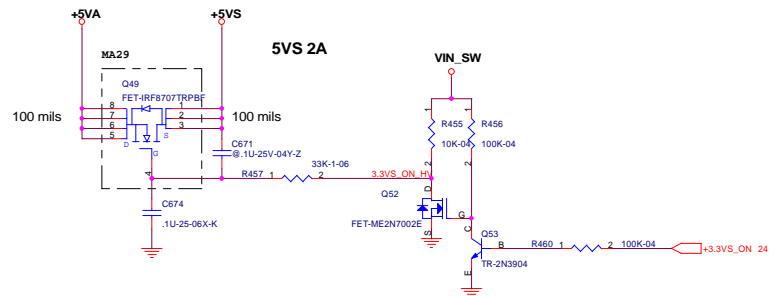 +5VA
+5VS
5VS 2A
MA29
VIN_SW
Q49
FET-IRF8707TRPBF
100 mils
8
7
6
5
D
S
G
1
2
3
4
100 mils
C671
@.1U-25V-04Y-Z
R457
1
33K-1-06
2
3.3VS_ON_HV
C674
.1U-25-06X-K
1
R455
10K-04
2
1
R456
100K-04
2
D
Q52
G
S
FET-ME2N7002E
C
Q53
B
E
TR-2N3904
R460
1
2
100K-04
+3.3VS_ON 24